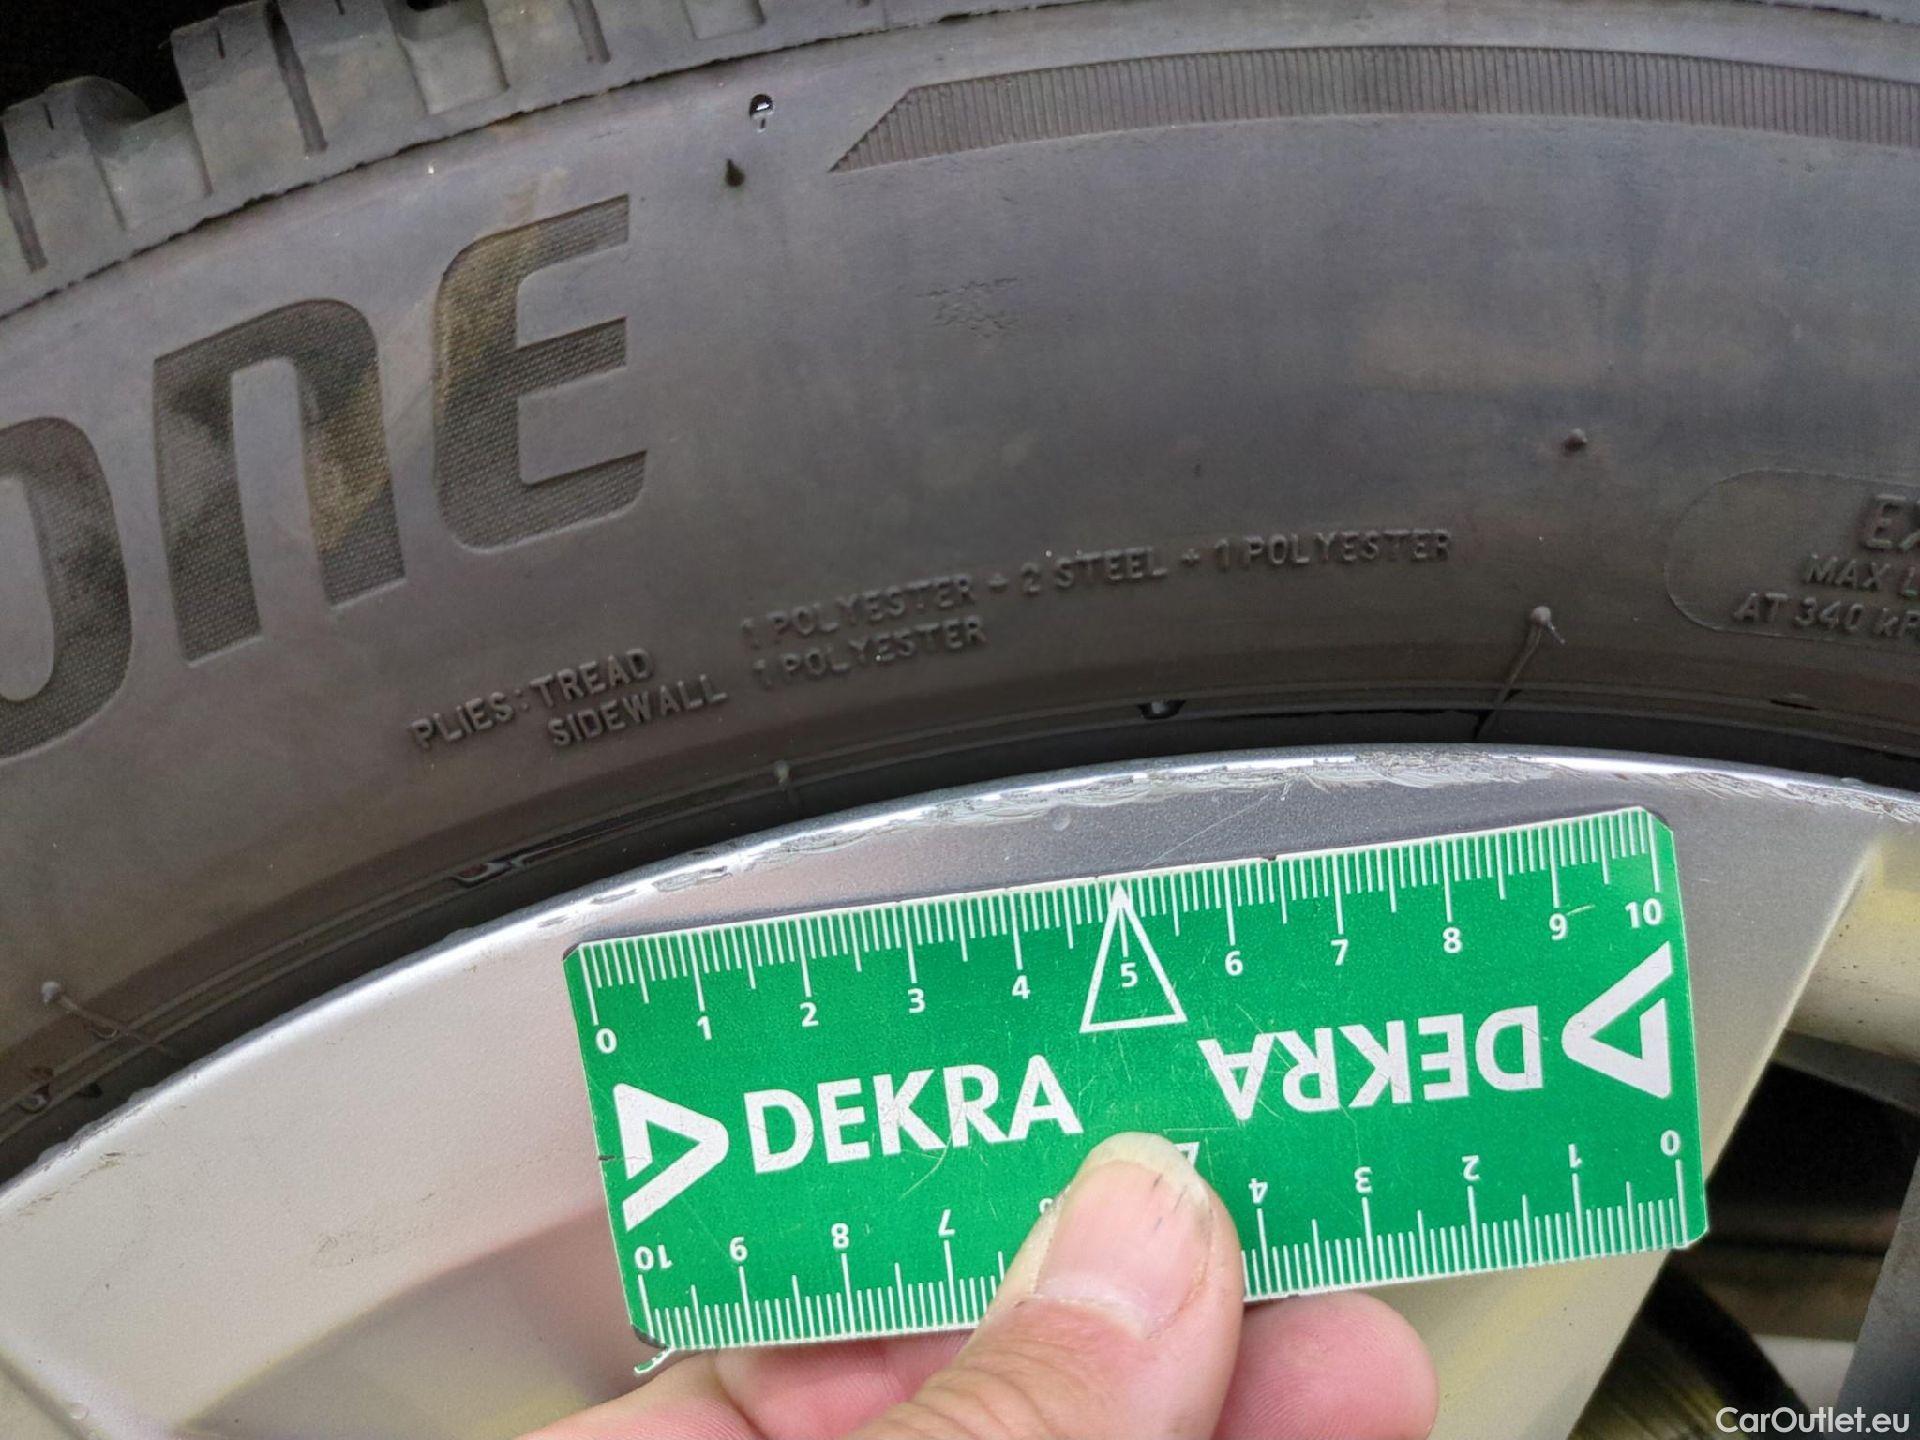 ONE
PLIES: TREAD 1 POLYESTER + 2 STEEL + 1 POLYESTER
SIDEWALL 1 POLYESTER
MAX L
AT 340 kP
0 1 2 3 4 5 6 7 8 9 10
DEKRA
DEKRA
10 9 8 7 4 3 2 1 0
CarOutlet.eu